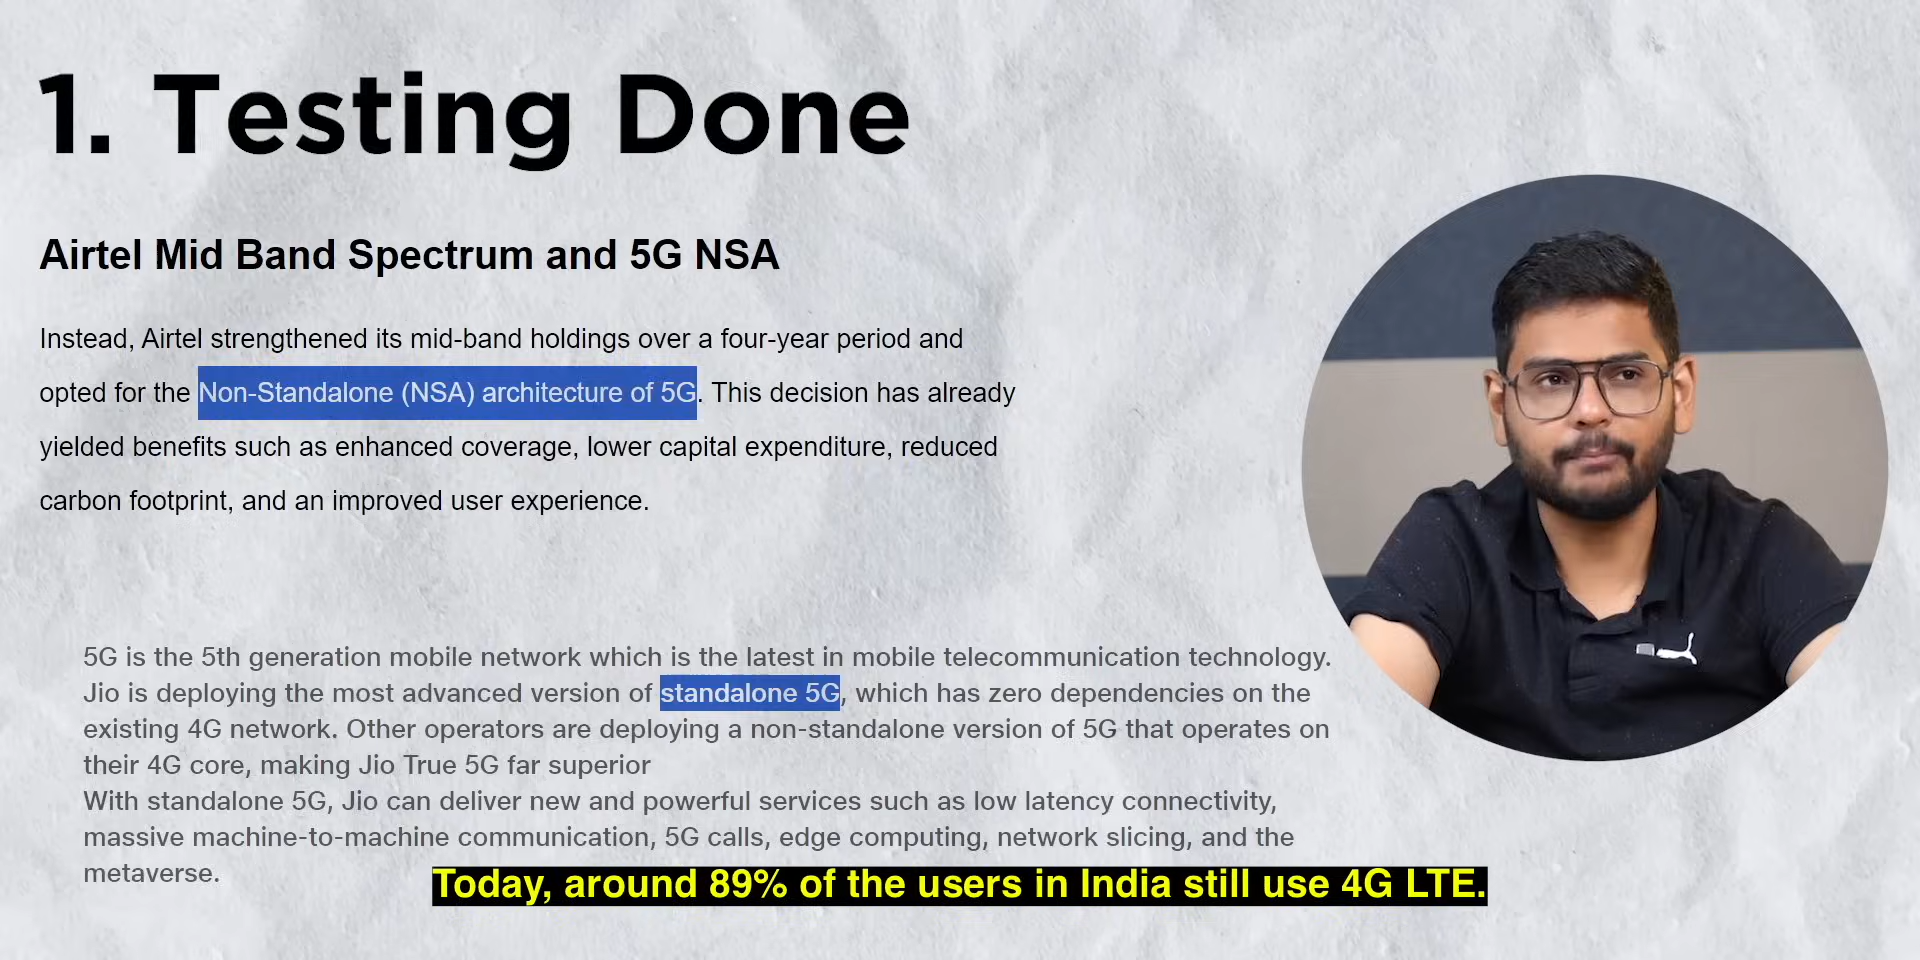 1. Testing Done
Airtel Mid Band Spectrum and 5G NSA
Instead, Airtel strengthened its mid-band holdings over a four-year period and
opted for the Non-Standalone (NSA) architecture of 5G. This decision has already
yielded benefits such as enhanced coverage, lower capital expenditure, reduced
carbon footprint, and an improved user experience.
5G is the 5th generation mobile network which is the latest in mobile telecommunication technology.
Jio is deploying the most advanced version of standalone 5G, which has zero dependencies on the
existing 4G network. Other operators are deploying a non-standalone version of 5G that operates on
their 4G core, making Jio True 5G far superior
With standalone 5G, Jio can deliver new and powerful services such as low latency connectivity,
massive machine-to-machine communication, 5G calls, edge computing, network slicing, and the
metaverse.
Today, around 89% of the users in India still use 4G LTE.